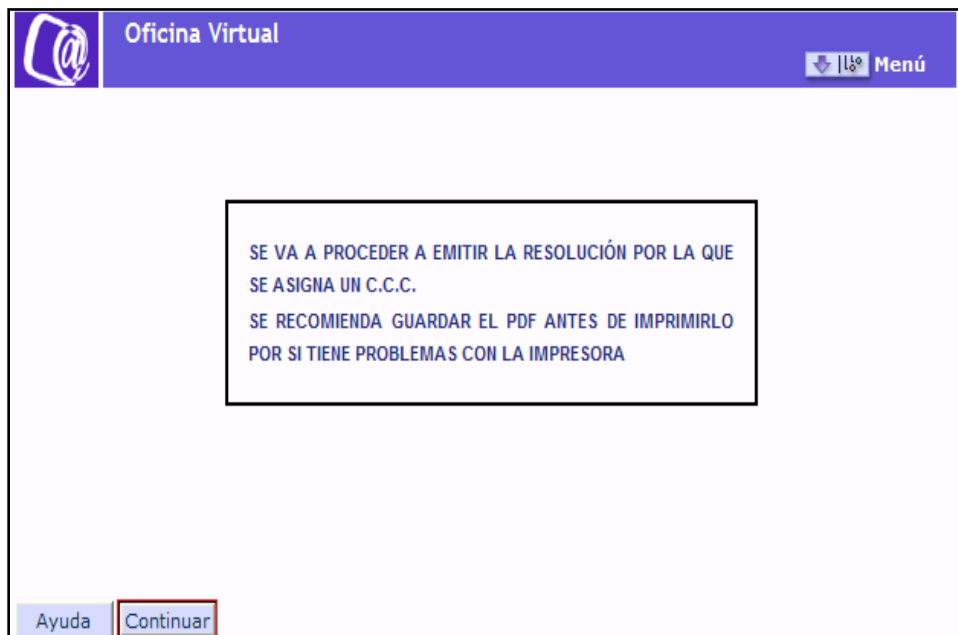 Oficina Virtual
Menú
SE VA A PROCEDER A EMITIR LA RESOLUCIÓN POR LA QUE
SE ASIGNA UN C.C.C.
SE RECOMIENDA GUARDAR EL PDF ANTES DE IMPRIMIRLO
POR SI TIENE PROBLEMAS CON LA IMPRESORA
Ayuda Continuar